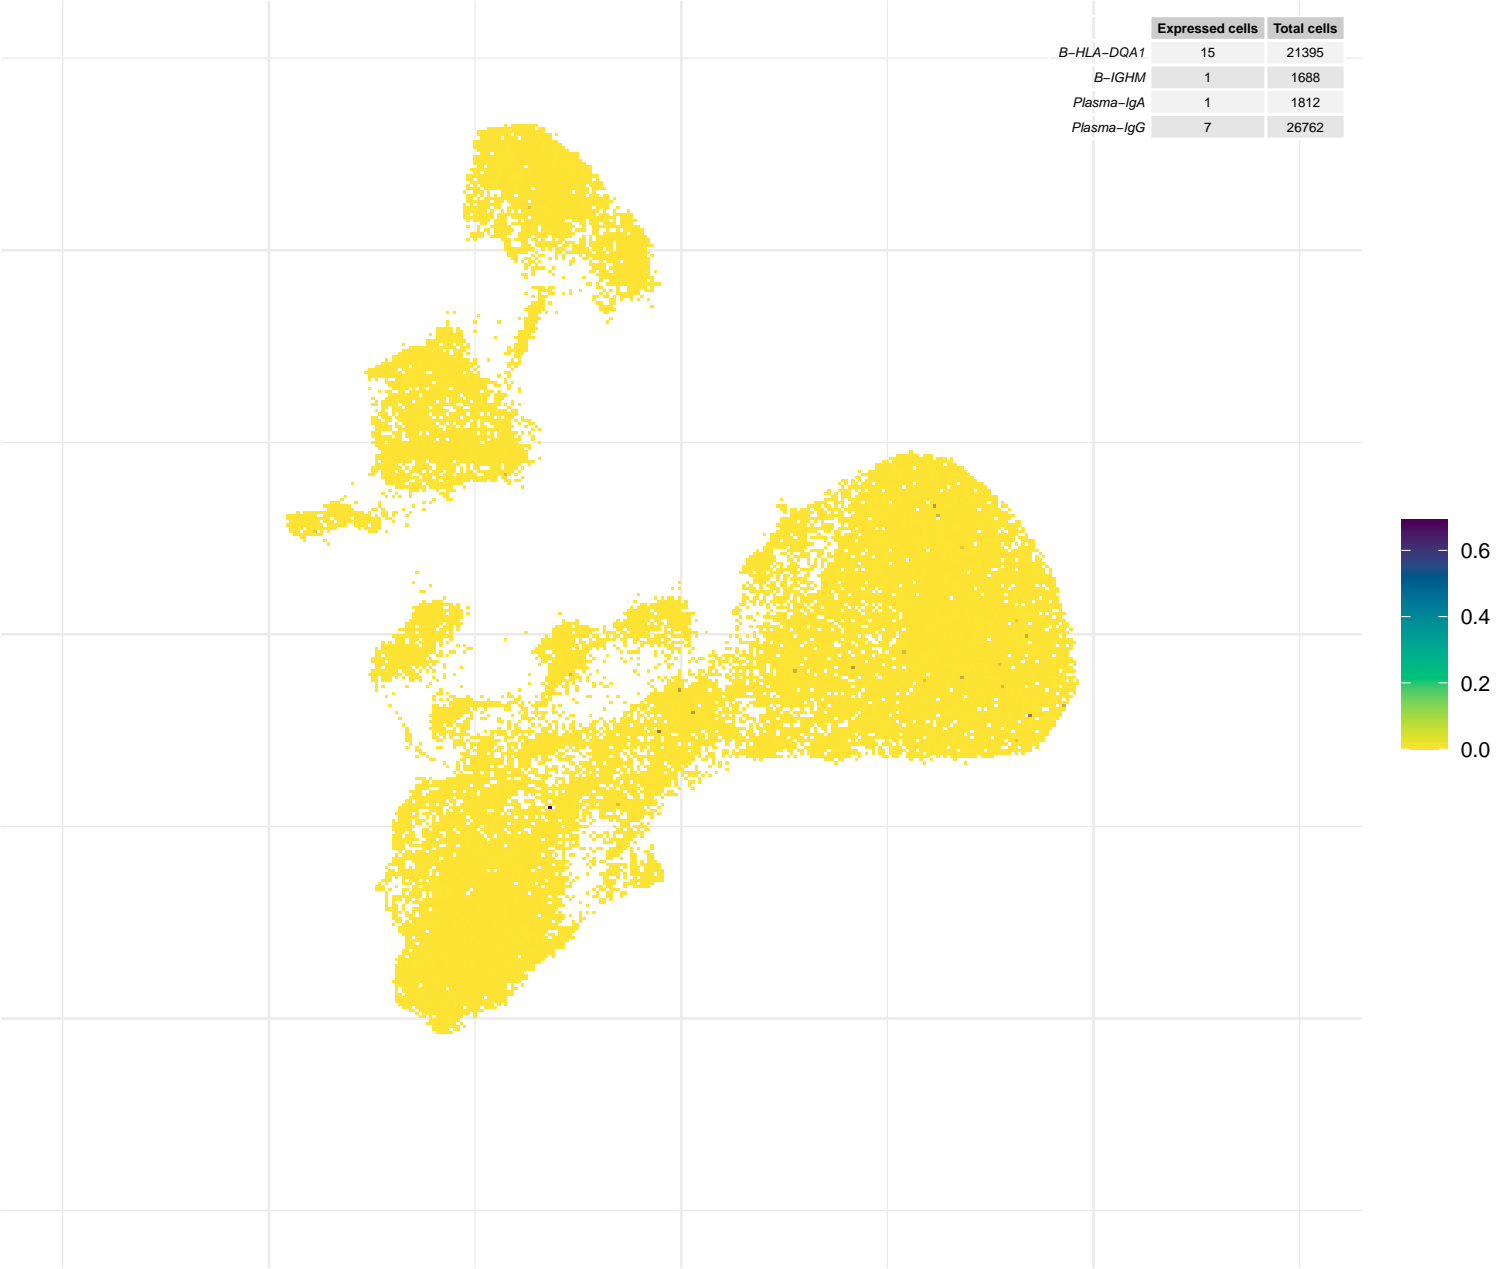 Expressed cells Total cells
B−HLA−DQA1 15 21395
B−IGHM 1 1688
Plasma−IgA 1 1812
Plasma−IgG 7 26762
0.6
0.4
0.2
0.0